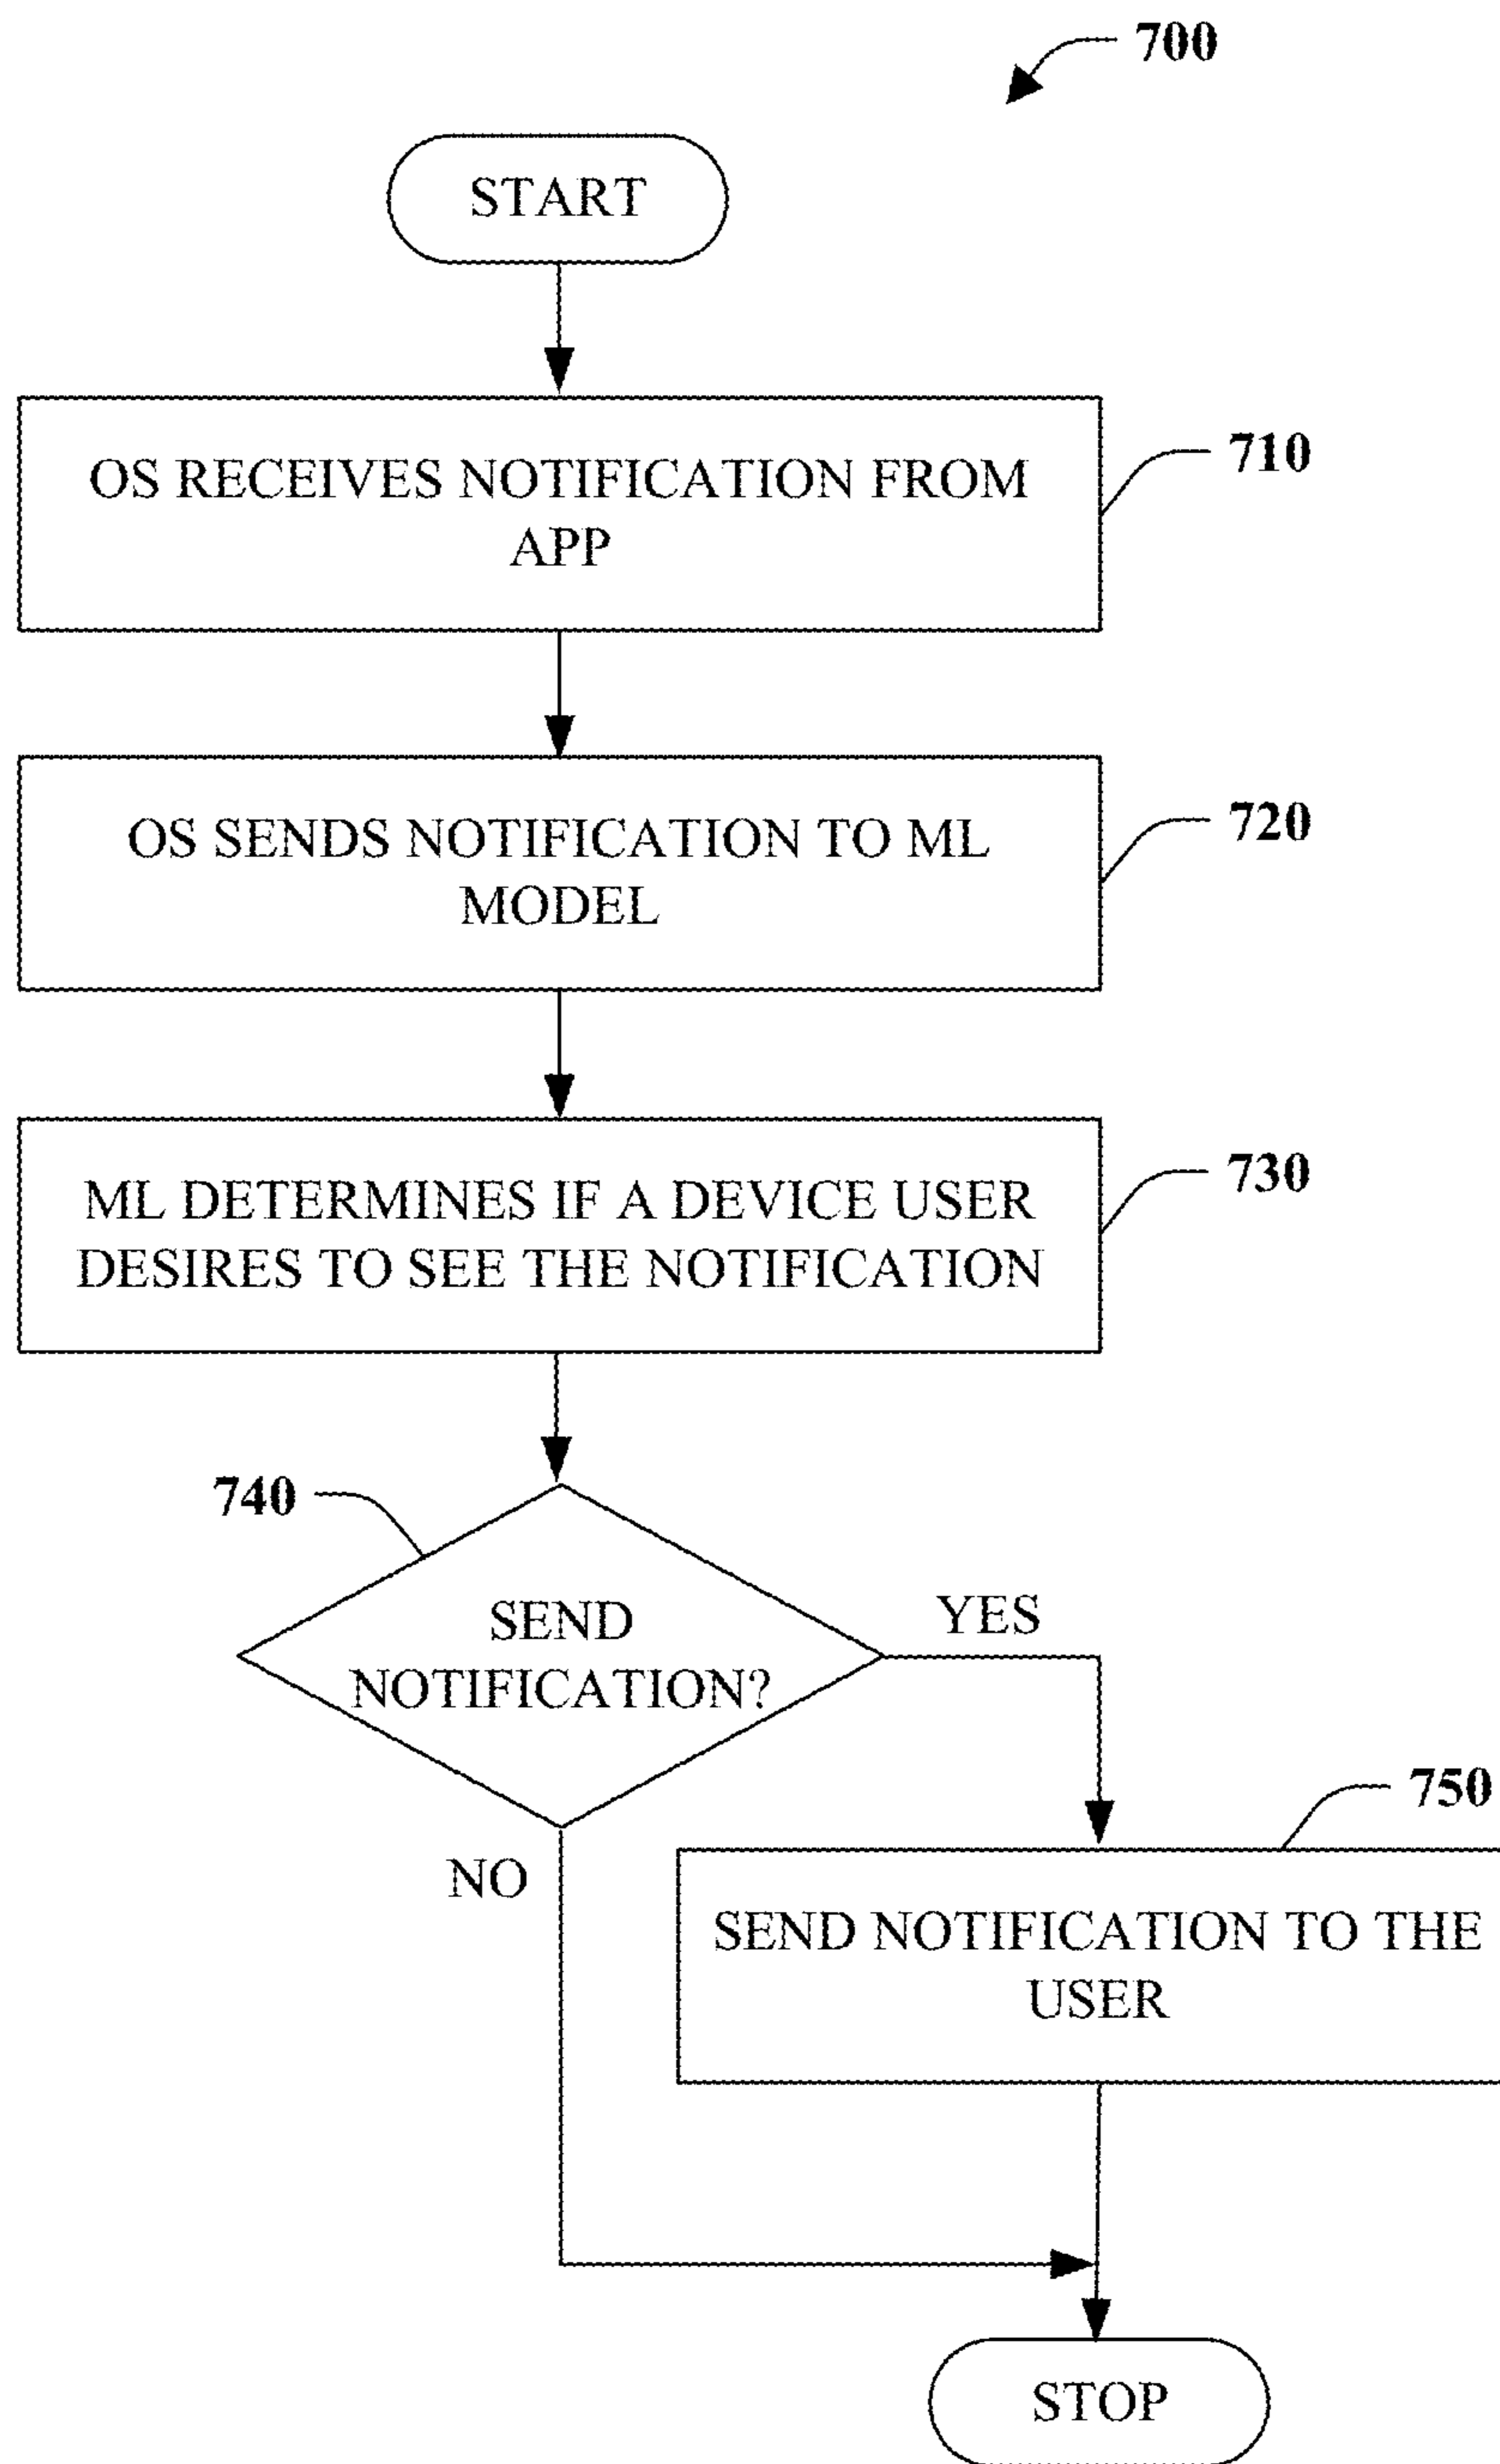 700
START
OS RECEIVES NOTIFICATION FROM
APP
710
OS SENDS NOTIFICATION TO ML
MODEL
720
ML DETERMINES IF A DEVICE USER
DESIRES TO SEE THE NOTIFICATION
730
740
SEND
NOTIFICATION?
YES
NO
750
SEND NOTIFICATION TO THE
USER
STOP